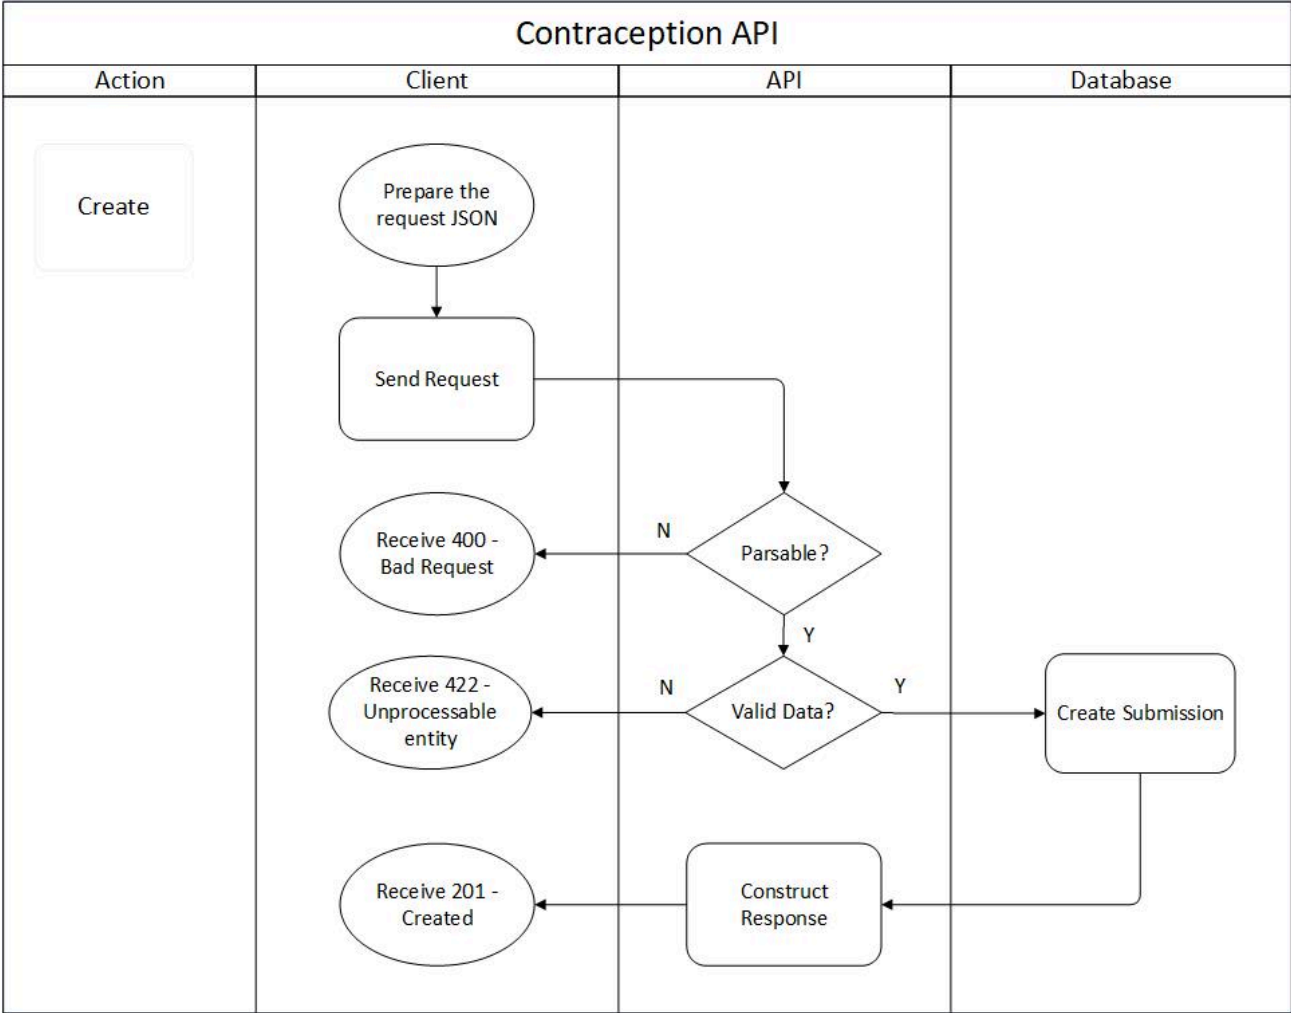 Contraception API
Action
Client
API
Database
Create
Prepare the
request JSON
Send Request
Receive 400 -
Bad Request
N
Parsable?
Y
Receive 422 -
Unprocessable
entity
N
Valid Data?
Y
Create Submission
Receive 201 -
Created
Construct
Response